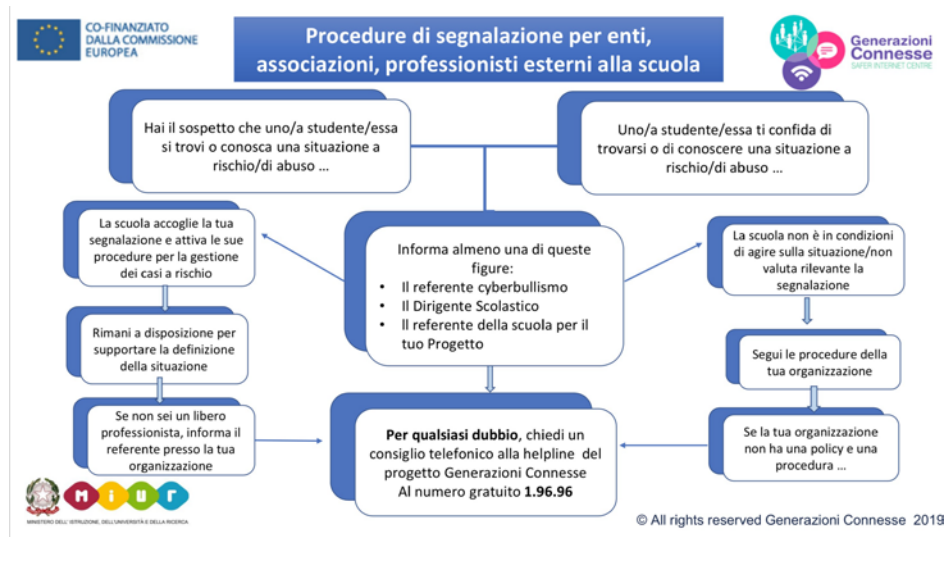 CO-FINANZIATO
DALLA COMMISSIONE
EUROPEA
Procedure di segnalazione per enti,
associazioni, professionisti esterni alla scuola
Generazioni
Connesse
SAFER INTERNET CENTRE
Hai il sospetto che uno/a studente/essa
si trovi o conosca una situazione a
rischio/di abuso ...
Uno/a studente/essa ti confida di
trovarsi o di conoscere una situazione a
rischio/di abuso ...
La scuola accoglie la tua
segnalazione e attiva le sue
procedure per la gestione
dei casi a rischio
Informa almeno una di queste
figure:
• Il referente cyberbullismo
• Il Dirigente Scolastico
• Il referente della scuola per il
tuo Progetto
La scuola non è in condizioni
di agire sulla situazione/non
valuta rilevante la
segnalazione
Rimani a disposizione per
supportare la definizione
della situazione
Segui le procedure della
tua organizzazione
Se non sei un libero
professionista, informa il
referente presso la tua
organizzazione
Per qualsiasi dubbio, chiedi un
consiglio telefonico alla helpline del
progetto Generazioni Connesse
Al numero gratuito 1.96.96
Se la tua organizzazione
non ha una policy e una
procedura ...
miur
MINISTERO DELL' ISTRUZIONE, DELL'UNIVERSITÀ E DELLA RICERCA
© All rights reserved Generazioni Connesse 2019